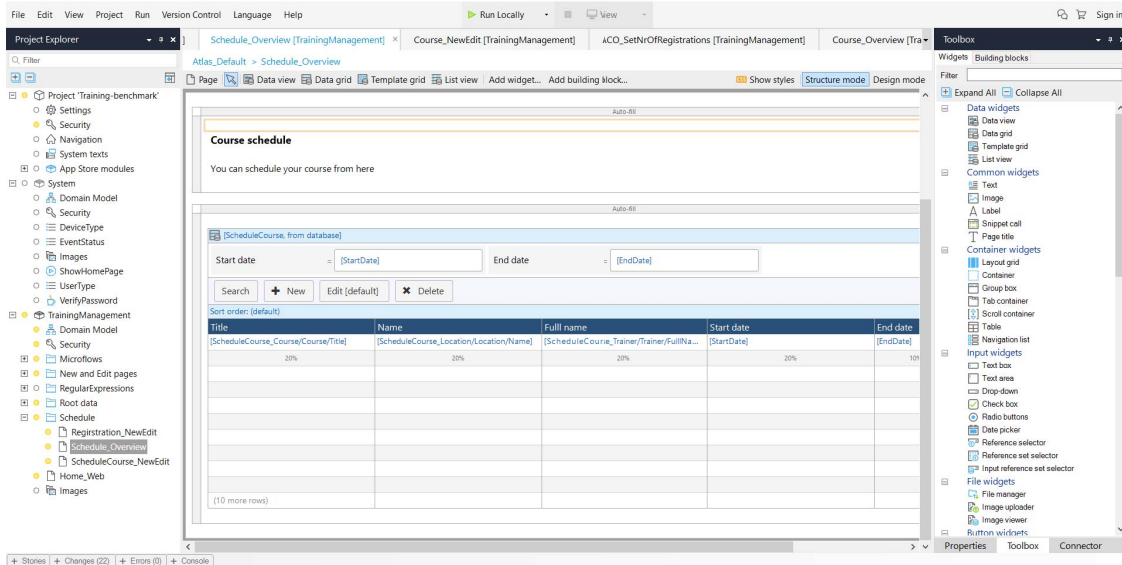 File Edit View Project Run Version Control Language Help
Run Locally
View
Sign in
Project Explorer
Filter
Project 'Training-benchmark'
Settings
Security
Navigation
System texts
App Store modules
System
Domain Model
Security
DeviceType
EventStatus
Images
ShowHomePage
UserType
VerifyPassword
TrainingManagement
Domain Model
Security
Microflows
New and Edit pages
RegularExpressions
Root data
Schedule
Regirstration_NewEdit
Schedule_Overview
ScheduleCourse_NewEdit
Home_Web
Images
]
Schedule_Overview [TrainingManagement] ×
Course_NewEdit [TrainingManagement]
ACO_SetNrOfRegistrations [TrainingManagement]
Course_Overview [Tra
Atlas_Default > Schedule_Overview
Page Data view Data grid Template grid List view Add widget... Add building block...
Show styles Structure mode Design mode
Auto-fill
Course schedule
You can schedule your course from here
Auto-fill
[ScheduleCourse, from database]
Start date = [StartDate] End date = [EndDate]
Search New Edit [default] Delete
Sort order: (default)
Title Name Fulll name Start date End date
[ScheduleCourse_Course/Course/Title] [ScheduleCourse_Location/Location/Name] [ScheduleCourse_Trainer/Trainer/FulllNa... [StartDate] [EndDate]
20% 20% 20% 20% 10%
(10 more rows)
Toolbox
Widgets Building blocks
Filter
Expand All Collapse All
Data widgets
Data view
Data grid
Template grid
List view
Common widgets
Text
Image
Label
Snippet call
Page title
Container widgets
Layout grid
Container
Group box
Tab container
Scroll container
Table
Navigation list
Input widgets
Text box
Text area
Drop-down
Check box
Radio buttons
Date picker
Reference selector
Reference set selector
Input reference set selector
File widgets
File manager
Image uploader
Image viewer
Button widgets
Properties Toolbox Connector
+ Stories + Changes (22) + Errors (0) + Console